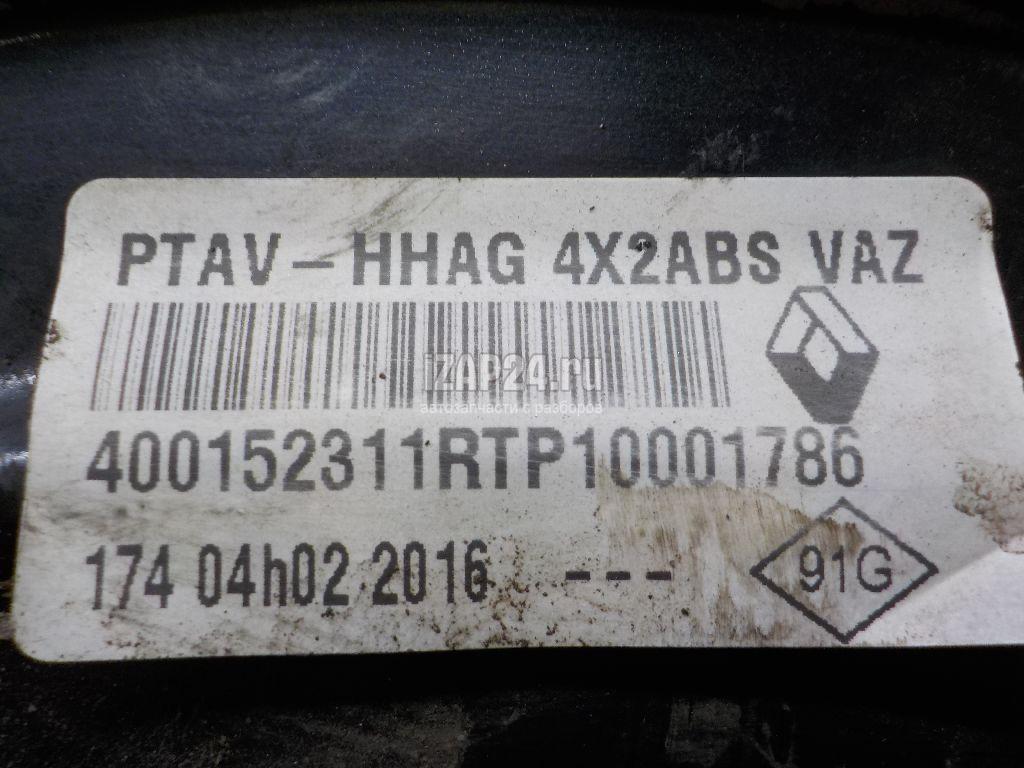 PTAV – HHAG 4X2ABS VAZ
iZAP24.ru
автозапчасти с разборов
400152311RTP10001786
174 04h02 2016 ---
91G